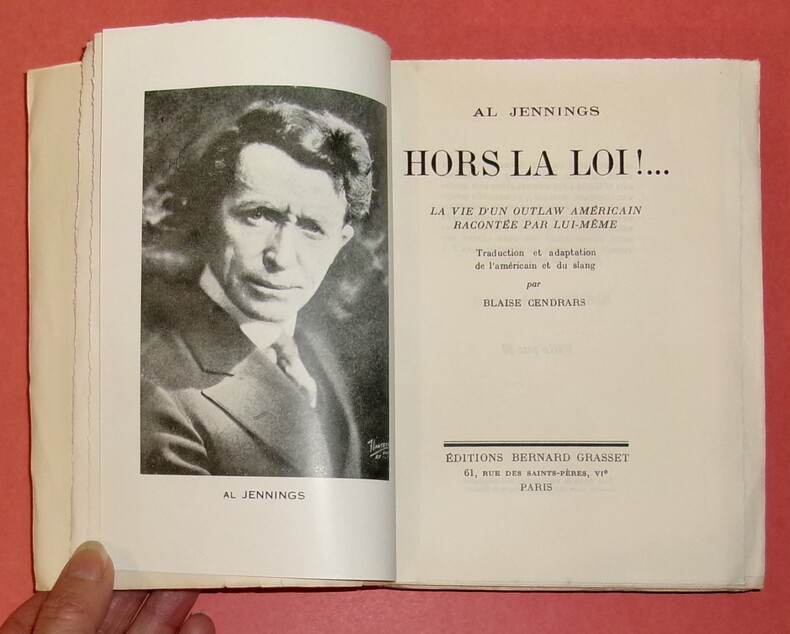 AL JENNINGS
AL JENNINGS
HORS LA LOI!...
LA VIE D'UN OUTLAW AMÉRICAIN
RACONTÉE PAR LUI-MÊME
Traduction et adaptation
de l'américain et du slang
par
BLAISE CENDRARS
ÉDITIONS BERNARD GRASSET
61, RUE DES SAINTS-PÈRES, VIᵉ
PARIS